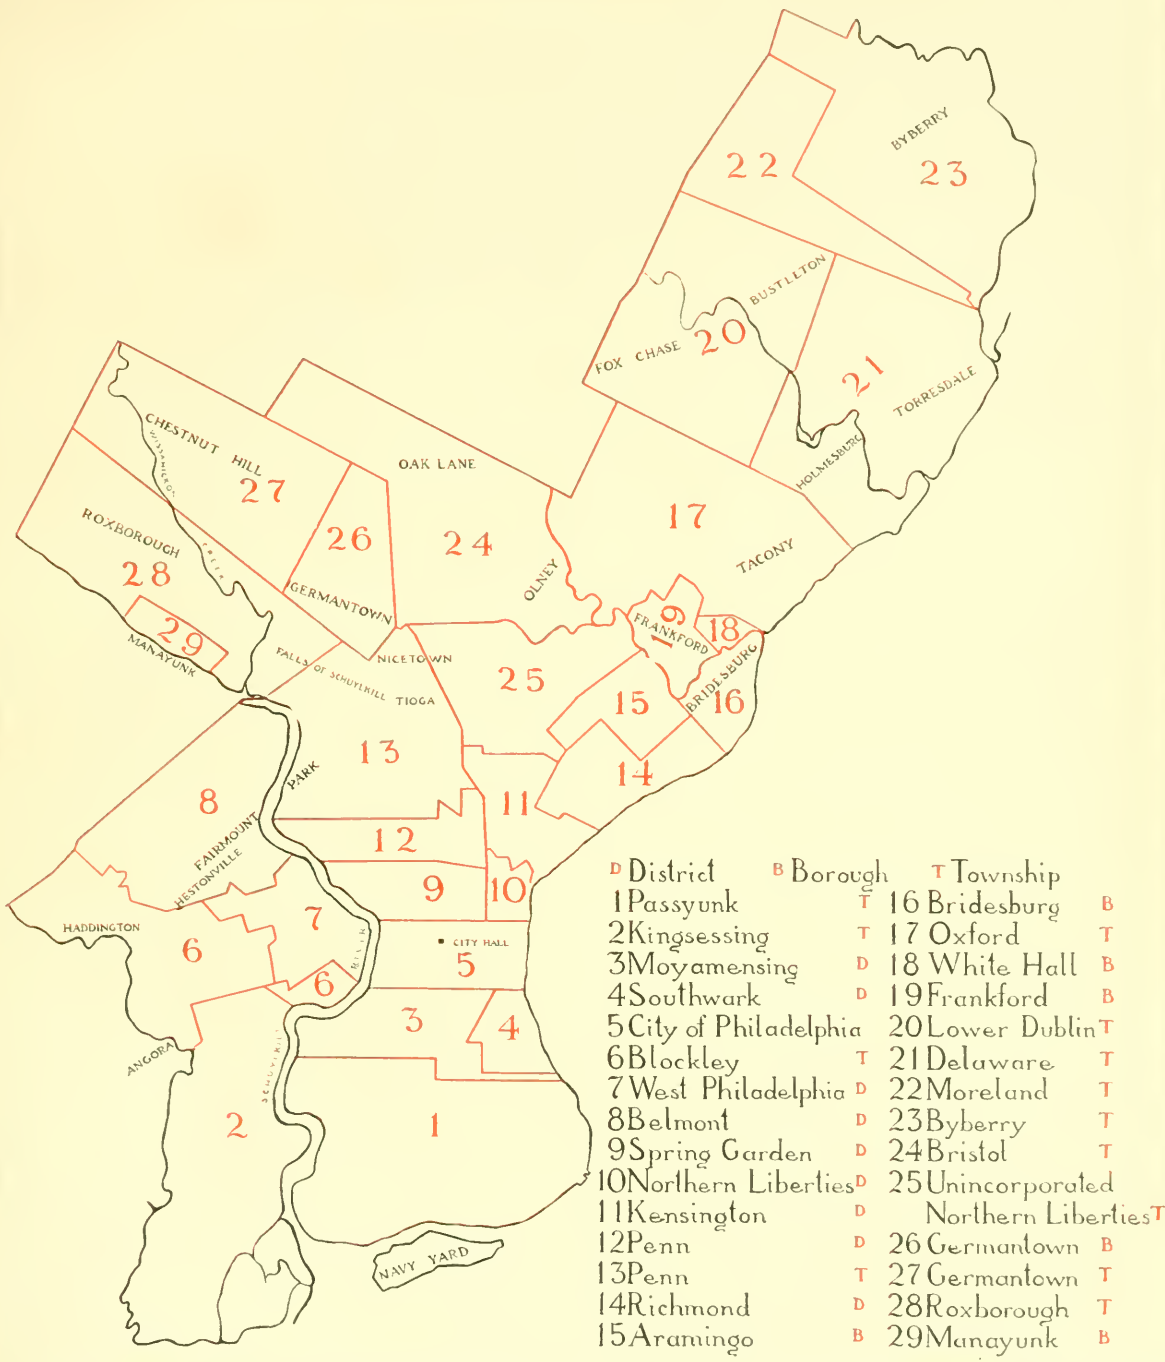 BYBERRY
22
23
BUSTLLTON
FOX CHASE
20
21
TORRESDALE
HOLMESBURG
CHESTNUT HILL
WISSAHICKON
CREEK
27
OAK LANE
ROXBOROUGH
28
26
24
17
TACONY
OLNEY
GERMANTOWN
29
MANAYUNK
19
FRANKFORD
18
BRIDESBURG
16
FALLS OF SCHUYLKILL
NICETOWN
TIOGA
25
15
13
14
PARK
8
11
FAIRMOUNT
12
HESTONVILLE
9
10
7
HADDINGTON
6
RIVER
CITY HALL
5
6
3
4
ANGORA
SCHUYLKILL
2
1
NAVY YARD
D District B Borough T Township
1 Passyunk T
2 Kingsessing T
3 Moyamensing D
4 Southwark D
5 City of Philadelphia
6 Blockley T
7 West Philadelphia D
8 Belmont D
9 Spring Garden D
10 Northern Liberties D
11 Kensington D
12 Penn D
13 Penn T
14 Richmond D
15 Aramingo B
16 Bridesburg B
17 Oxford T
18 White Hall B
19 Frankford B
20 Lower Dublin T
21 Delaware T
22 Moreland T
23 Byberry T
24 Bristol T
25 Unincorporated
Northern Liberties T
26 Germantown B
27 Germantown T
28 Roxborough T
29 Manayunk B